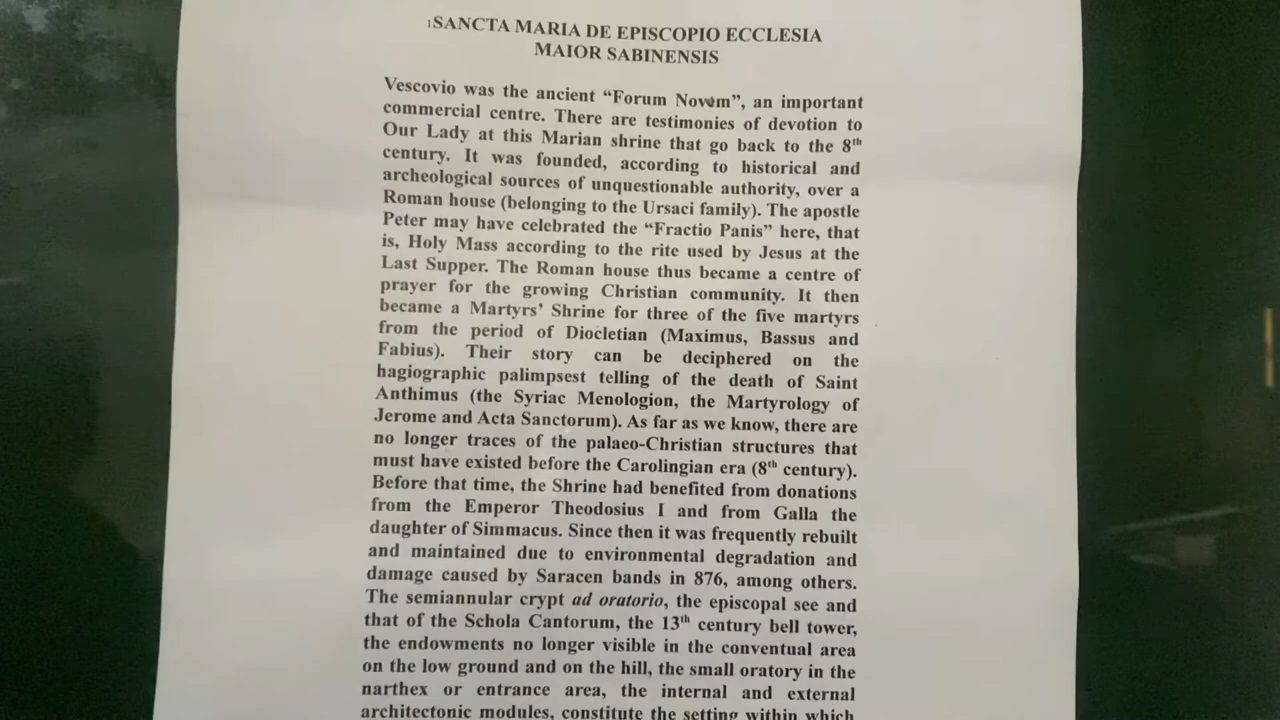 SANCTA MARIA DE EPISCOPIO ECCLESIA
MAIOR SABINENSIS
Vescovio was the ancient “Forum Novem”, an important
commercial centre. There are testimonies of devotion to
Our Lady at this Marian shrine that go back to the 8th
century. It was founded, according to historical and
archeological sources of unquestionable authority, over a
Roman house (belonging to the Ursaci family). The apostle
Peter may have celebrated the “Fractio Panis” here, that
is, Holy Mass according to the rite used by Jesus at the
Last Supper. The Roman house thus became a centre of
prayer for the growing Christian community. It then
became a Martyrs’ Shrine for three of the five martyrs
from the period of Diocletian (Maximus, Bassus and
Fabius). Their story can be deciphered on the
hagiographic palimpsest telling of the death of Saint
Anthimus (the Syriac Menologion, the Martyrology of
Jerome and Acta Sanctorum). As far as we know, there are
no longer traces of the palaeo-Christian structures that
must have existed before the Carolingian era (8th century).
Before that time, the Shrine had benefited from donations
from the Emperor Theodosius I and from Galla the
daughter of Simmacus. Since then it was frequently rebuilt
and maintained due to environmental degradation and
damage caused by Saracen bands in 876, among others.
The semiannular crypt ad oratorio, the episcopal see and
that of the Schola Cantorum, the 13th century bell tower,
the endowments no longer visible in the conventual area
on the low ground and on the hill, the small oratory in the
narthex or entrance area, the internal and external
architectonic modules, constitute the setting within which